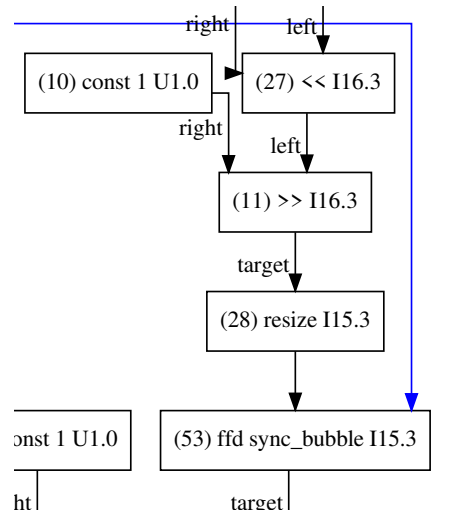 right
left
(10) const 1 U1.0
(27) << I16.3
right
left
(11) >> I16.3
target
(28) resize I15.3
onst 1 U1.0
(53) ffd sync_bubble I15.3
ht
target